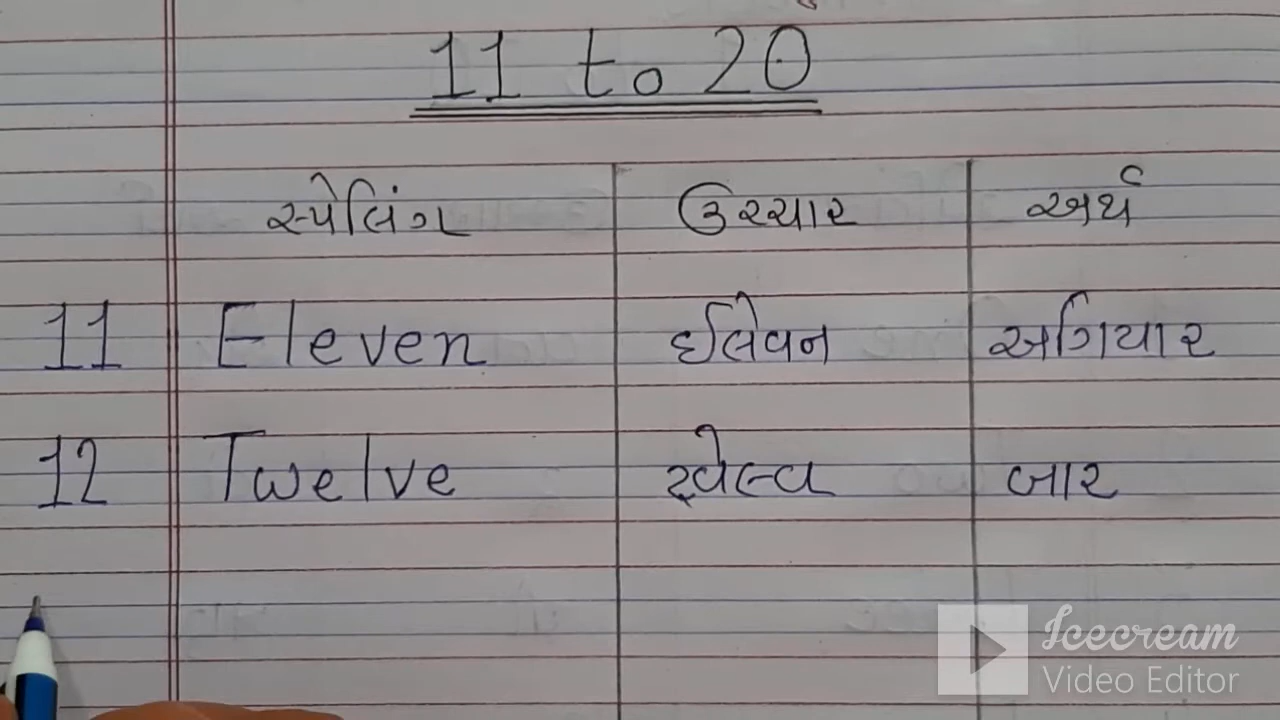 11 to 20
સ્પેલિંગ ઉચ્ચાર અર્થ
11 Eleven ઈલેવન અગિયાર
12 Twelve ટ્વેલ્વ બાર
Icecream
Video Editor